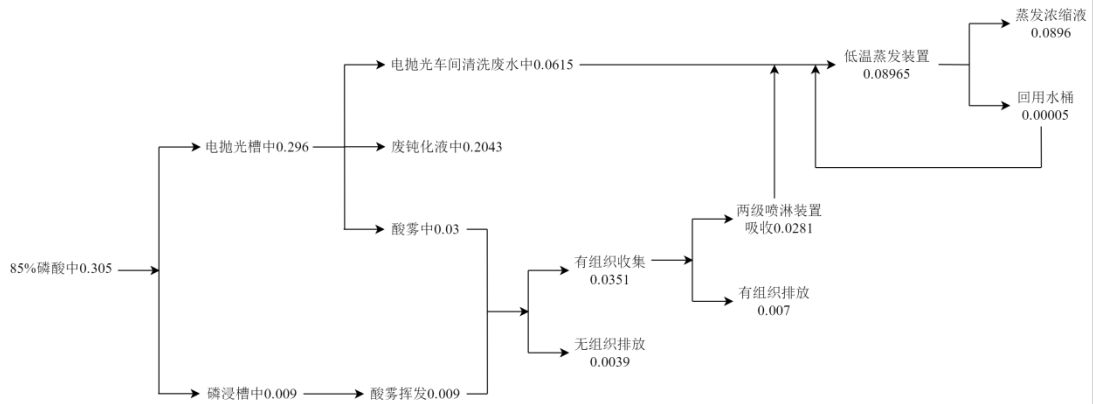 蒸发浓缩液
0.0896
电抛光车间清洗废水中0.0615
低温蒸发装置
0.08965
回用水桶
0.00005
电抛光槽中0.296
废钝化液中0.2043
两级喷淋装置
吸收0.0281
酸雾中0.03
85%磷酸中0.305
有组织收集
0.0351
有组织排放
0.007
无组织排放
0.0039
磷浸槽中0.009
酸雾挥发0.009